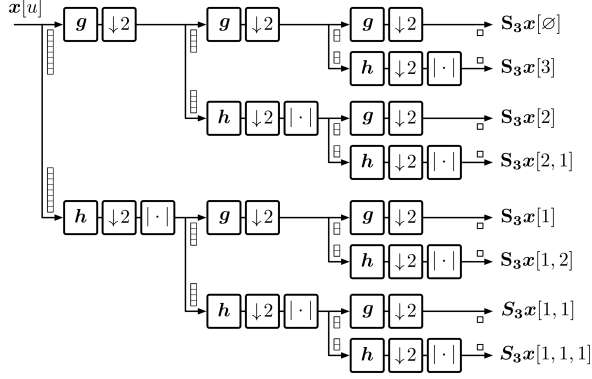 x[u]
g ↓2 g ↓2 g ↓2 S₃x[∅]
h ↓2 |·| S₃x[3]
h ↓2 |·| g ↓2 S₃x[2]
h ↓2 |·| S₃x[2,1]
h ↓2 |·| g ↓2 g ↓2 S₃x[1]
h ↓2 |·| S₃x[1,2]
h ↓2 |·| g ↓2 S₃x[1,1]
h ↓2 |·| S₃x[1,1,1]